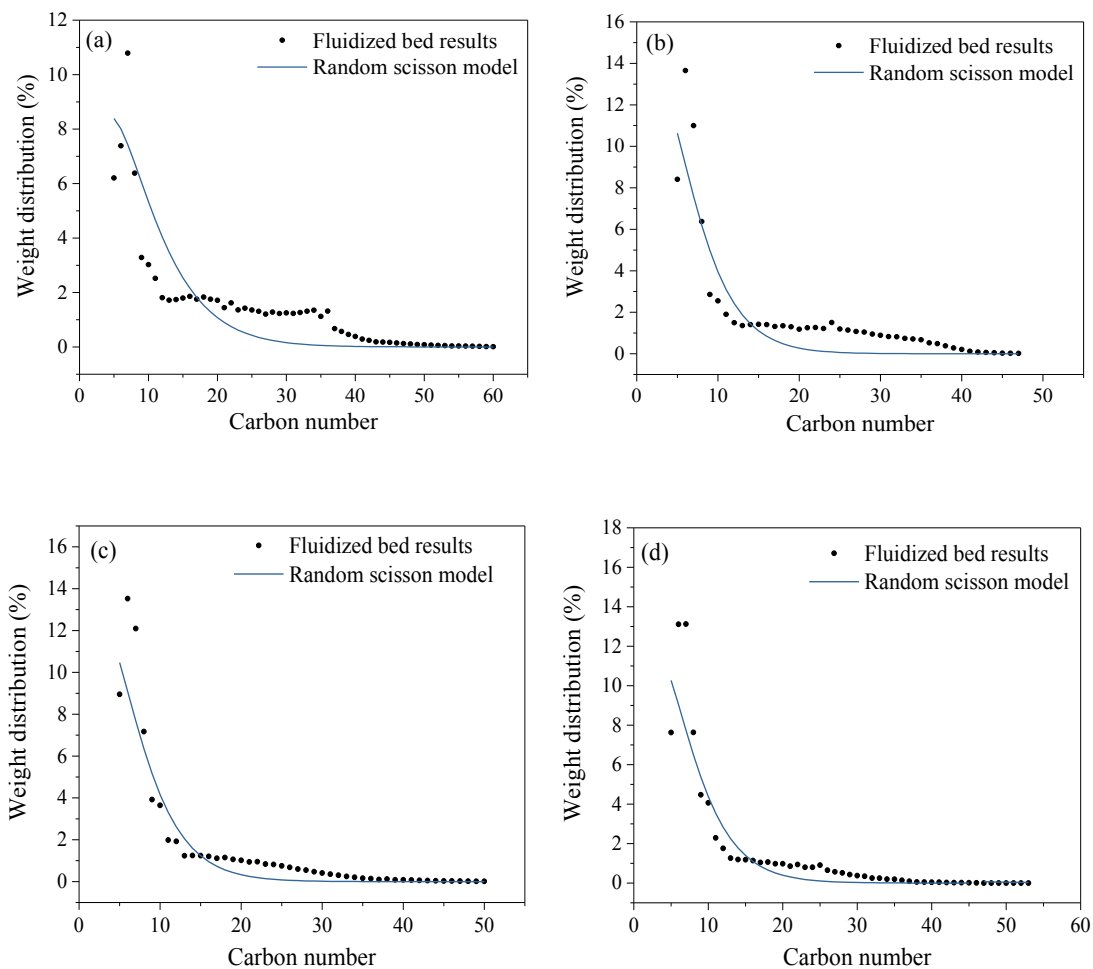 (a)
Fluidized bed results
Random scisson model
Weight distribution (%)
12
10
8
6
4
2
0
0 10 20 30 40 50 60
Carbon number
(b)
Fluidized bed results
Random scisson model
Weight distribution (%)
16
14
12
10
8
6
4
2
0
0 10 20 30 40 50
Carbon number
(c)
Fluidized bed results
Random scisson model
Weight distribution (%)
16
14
12
10
8
6
4
2
0
0 10 20 30 40 50
Carbon number
(d)
Fluidized bed results
Random scisson model
Weight distribution (%)
18
16
14
12
10
8
6
4
2
0
0 10 20 30 40 50 60
Carbon number